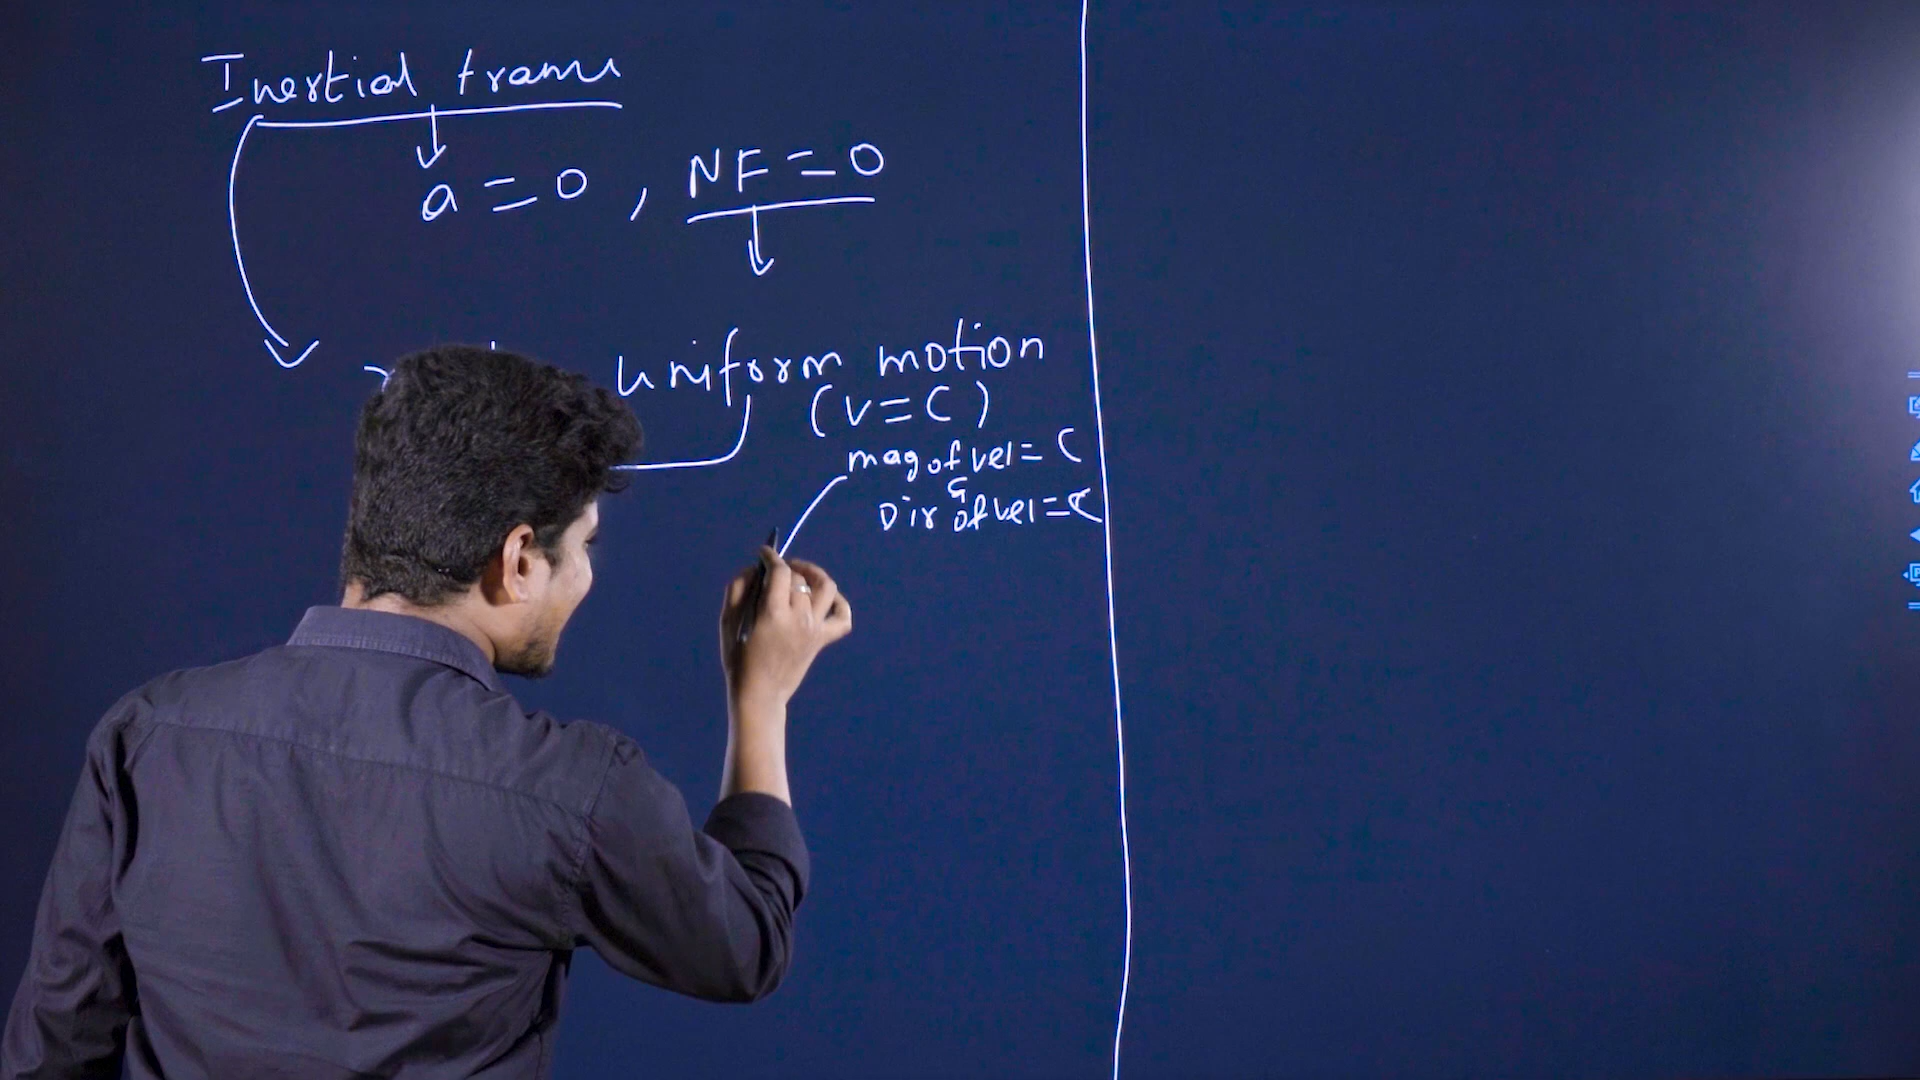 Inertial frame
a = 0 , NF = 0
uniform motion
(v = c)
mag of vel = C
&
Dir of vel = C